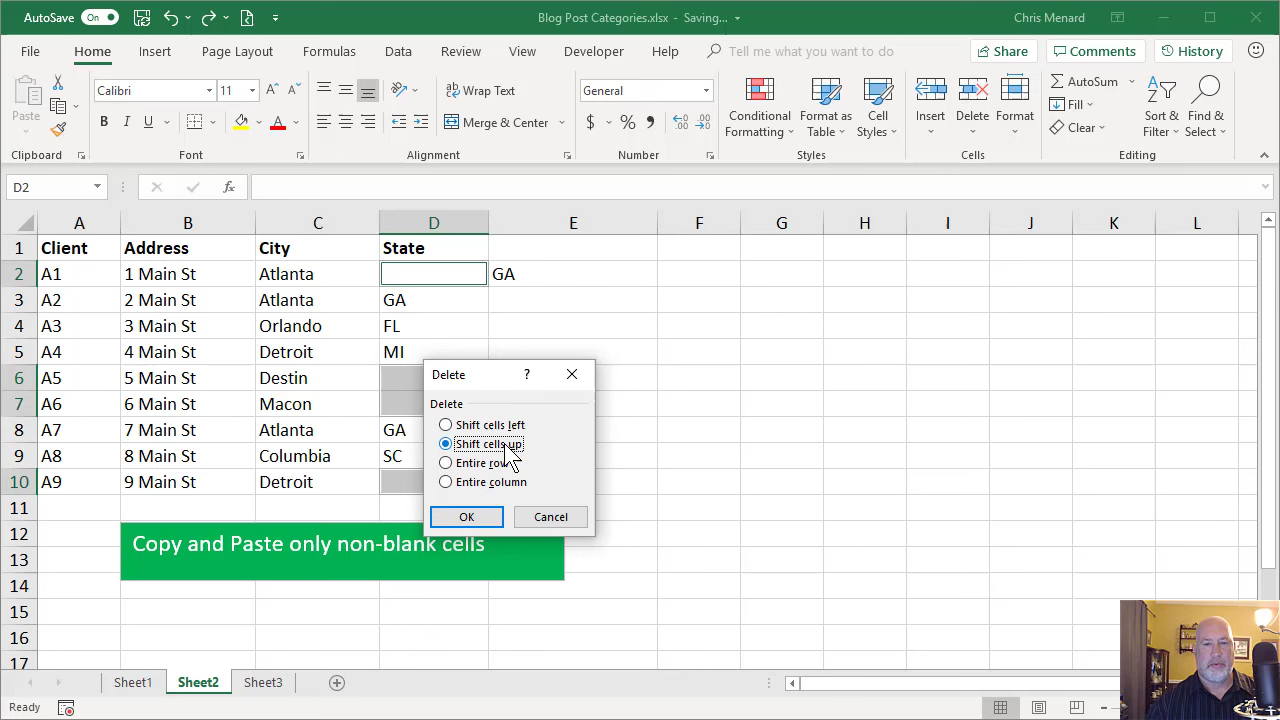 AutoSave On Blog Post Categories.xlsx - Saving... Chris Menard
File Home Insert Draw Page Layout Formulas Data Review View Developer Help Tell me what you want to do Share Comments History
Paste Calibri 11 Wrap Text General Conditional Format as Cell Insert Delete Format AutoSum Sort & Find &
B I U Merge & Center $ % Formatting Table Styles Fill Filter Select
Clear
Clipboard Font Alignment Number Styles Cells Editing
D2 fx
A B C D E F G H I J K L
1 Client Address City State
2 A1 1 Main St Atlanta GA
3 A2 2 Main St Atlanta GA
4 A3 3 Main St Orlando FL
5 A4 4 Main St Detroit MI
6 A5 5 Main St Destin
7 A6 6 Main St Macon
8 A7 7 Main St Atlanta GA
9 A8 8 Main St Columbia SC
10 A9 9 Main St Detroit
11
12
13
14
15
16
17
Delete ?
Delete
Shift cells left
Shift cells up
Entire row
Entire column
OK Cancel
Copy and Paste only non-blank cells
Sheet1 Sheet2 Sheet3
Ready